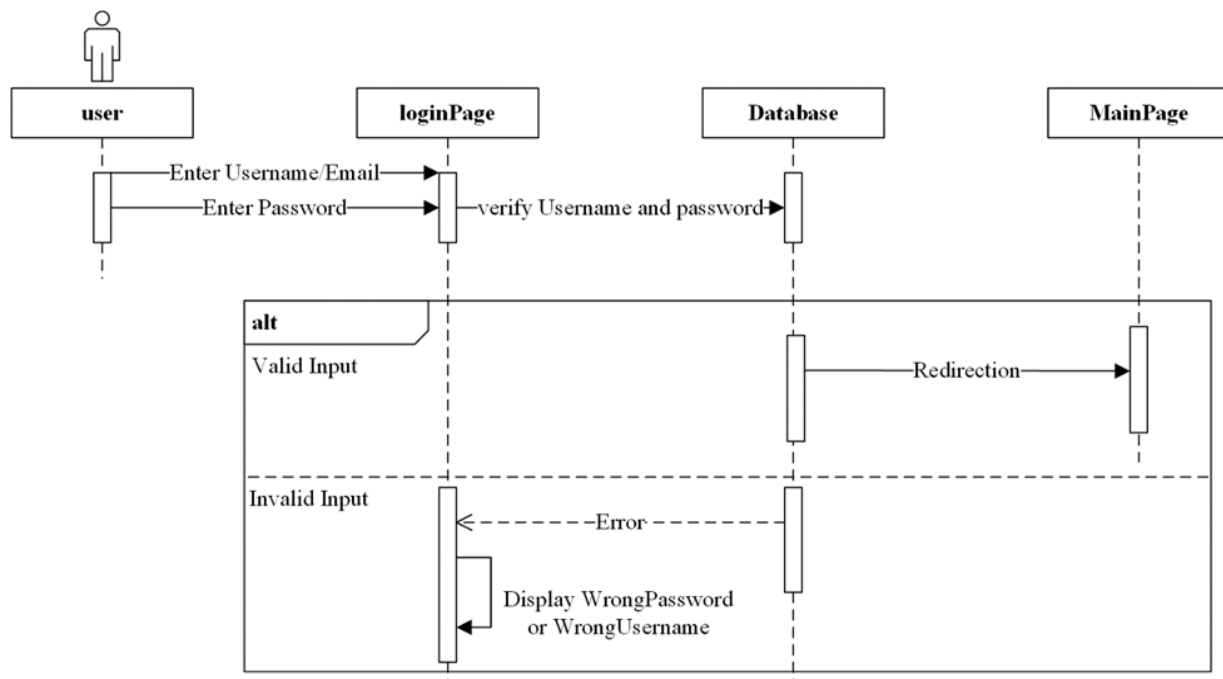 user
loginPage
Database
MainPage
Enter Username/Email
Enter Password
verify Username and password
alt
Valid Input
Redirection
Invalid Input
Error
Display WrongPassword
or WrongUsername